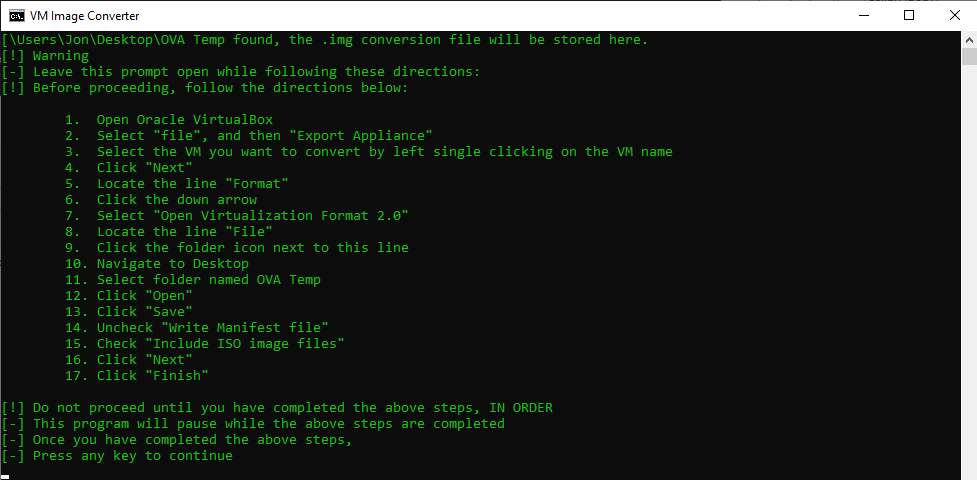 VM Image Converter
[\Users\Jon\Desktop\OVA Temp found, the .img conversion file will be stored here.
[!] Warning
[-] Leave this prompt open while following these directions:
[!] Before proceeding, follow the directions below:
1. Open Oracle VirtualBox
2. Select "file", and then "Export Appliance"
3. Select the VM you want to convert by left single clicking on the VM name
4. Click "Next"
5. Locate the line "Format"
6. Click the down arrow
7. Select "Open Virtualization Format 2.0"
8. Locate the line "File"
9. Click the folder icon next to this line
10. Navigate to Desktop
11. Select folder named OVA Temp
12. Click "Open"
13. Click "Save"
14. Uncheck "Write Manifest file"
15. Check "Include ISO image files"
16. Click "Next"
17. Click "Finish"
[!] Do not proceed until you have completed the above steps, IN ORDER
[-] This program will pause while the above steps are completed
[-] Once you have completed the above steps,
[-] Press any key to continue